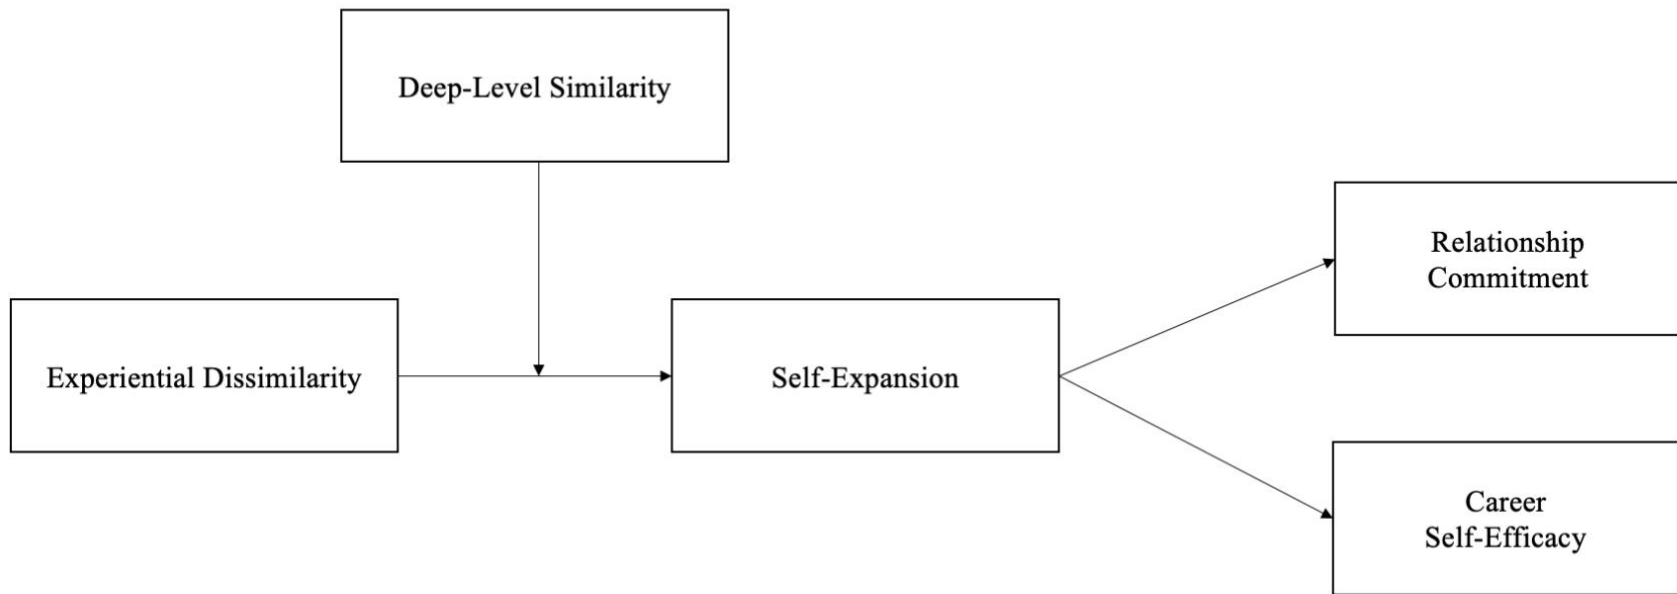 Deep-Level Similarity
Relationship
Commitment
Experiential Dissimilarity
Self-Expansion
Career
Self-Efficacy